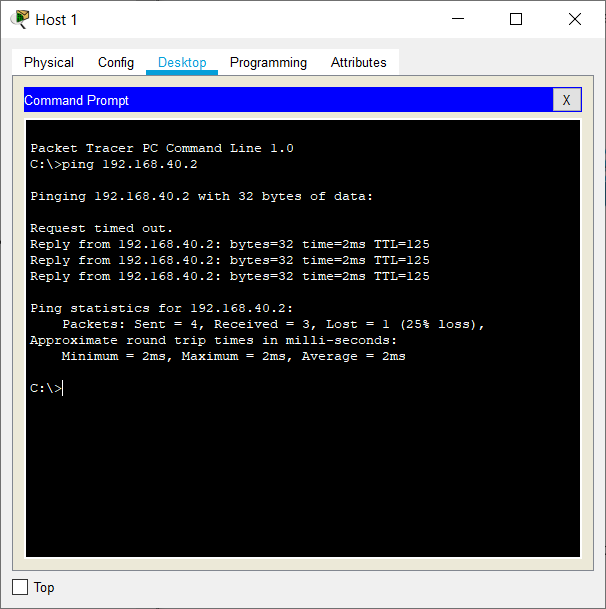 Host 1
Physical Config Desktop Programming Attributes
Command Prompt X
Packet Tracer PC Command Line 1.0
C:\>ping 192.168.40.2
Pinging 192.168.40.2 with 32 bytes of data:
Request timed out.
Reply from 192.168.40.2: bytes=32 time=2ms TTL=125
Reply from 192.168.40.2: bytes=32 time=2ms TTL=125
Reply from 192.168.40.2: bytes=32 time=2ms TTL=125
Ping statistics for 192.168.40.2:
Packets: Sent = 4, Received = 3, Lost = 1 (25% loss),
Approximate round trip times in milli-seconds:
Minimum = 2ms, Maximum = 2ms, Average = 2ms
C:\>
Top